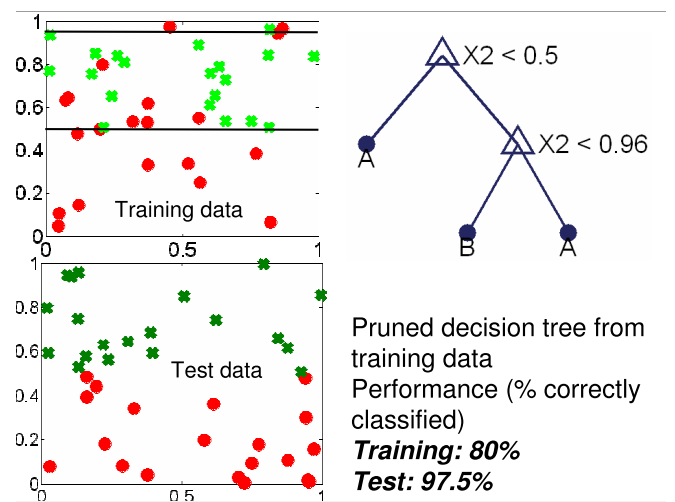 1
0.8
0.6
0.4
0.2
0
0
0.5
1
Training data
X2 < 0.5
A
X2 < 0.96
B
A
1
0.8
0.6
0.4
0.2
0
0
0.5
1
Test data
Pruned decision tree from
training data
Performance (% correctly
classified)
Training: 80%
Test: 97.5%